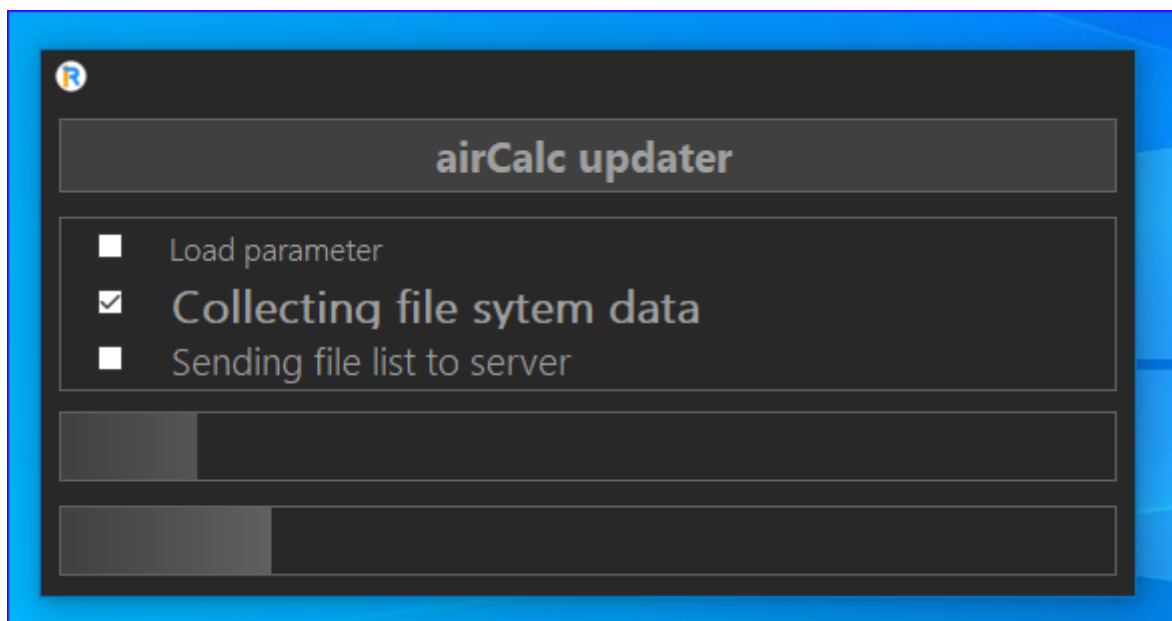 airCalc updater
Load parameter
Collecting file sytem data
Sending file list to server